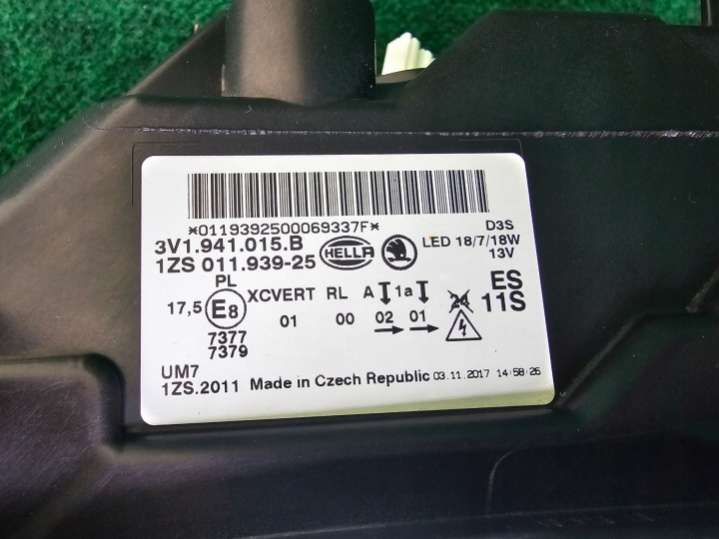 *0119392500069337F*
3V1.941.015.B
1ZS 011.939-25
HELLA
D3S
LED 18/7/18W
13V
PL
17,5 E8
XCVERT RL A 1a
01 00 02 01
24
ES
11S
7377
7379
UM7
1ZS.2011 Made in Czech Republic 03.11.2017 14:58:26